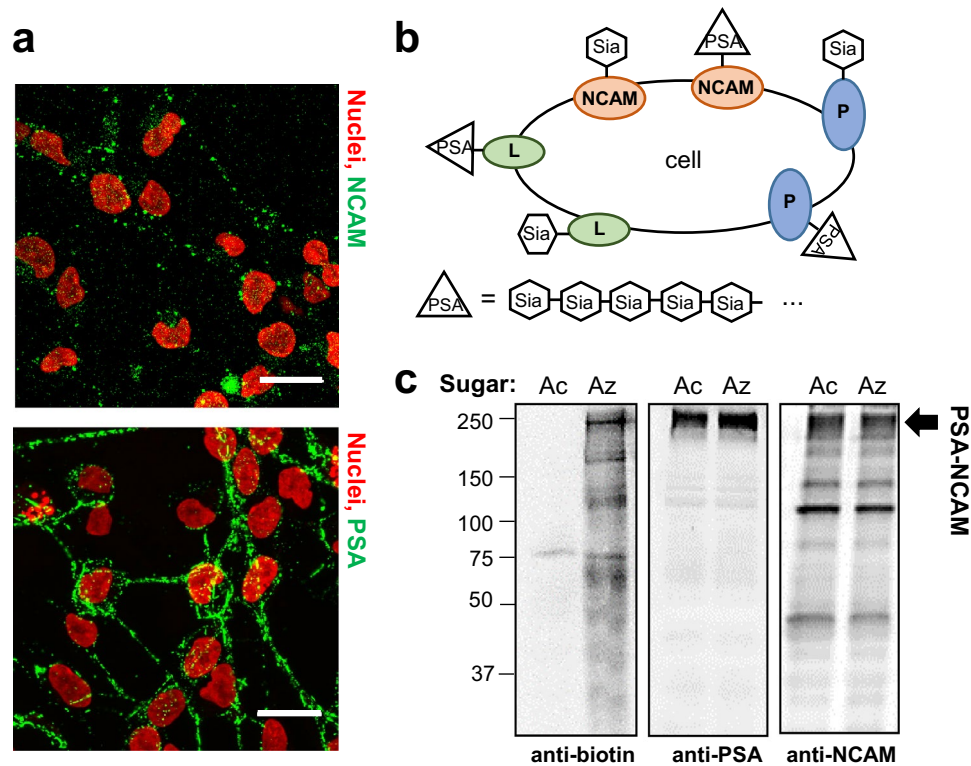 a
Nuclei, NCAM
Nuclei, PSA
b
Sia
PSA
Sia
NCAM
NCAM
P
PSA
L
cell
P
Sia
L
PSA
PSA = Sia Sia Sia Sia Sia ...
c
Sugar: Ac Az Ac Az Ac Az
250
150
100
75
50
37
PSA-NCAM
anti-biotin anti-PSA anti-NCAM